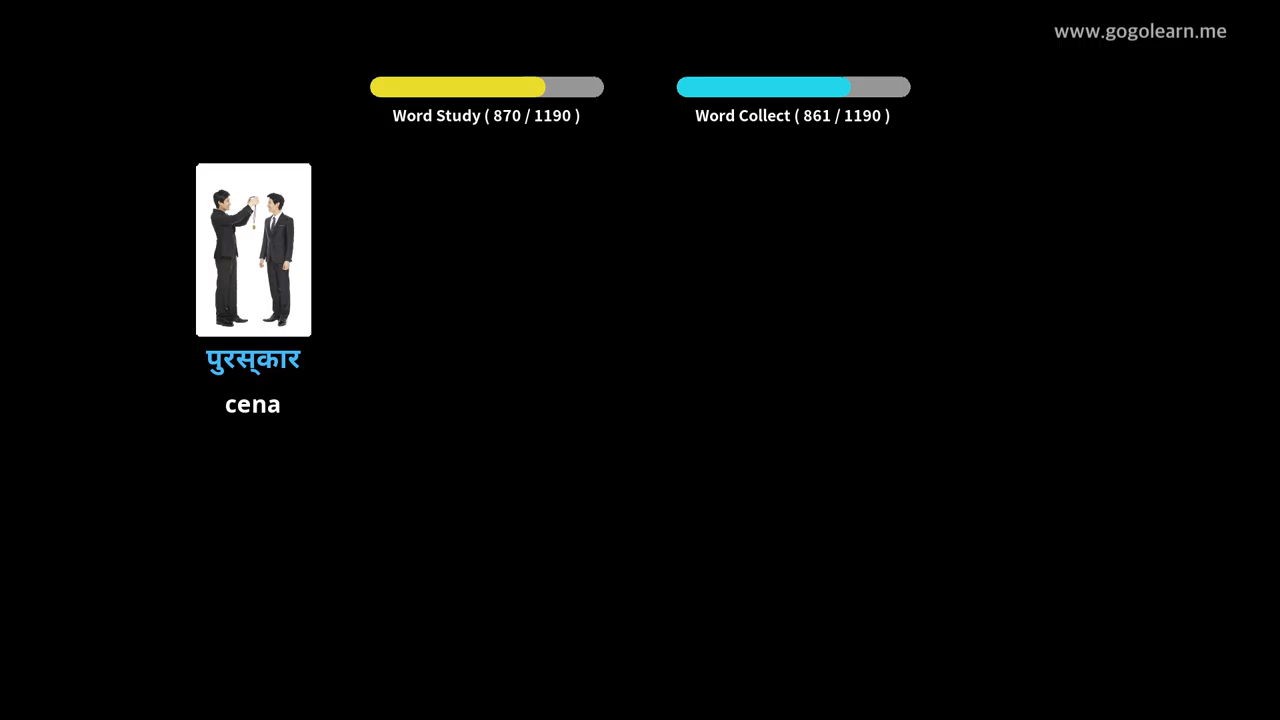 www.gogolearn.me
Word Study ( 870 / 1190 )
Word Collect ( 861 / 1190 )
पुरस्कार
cena